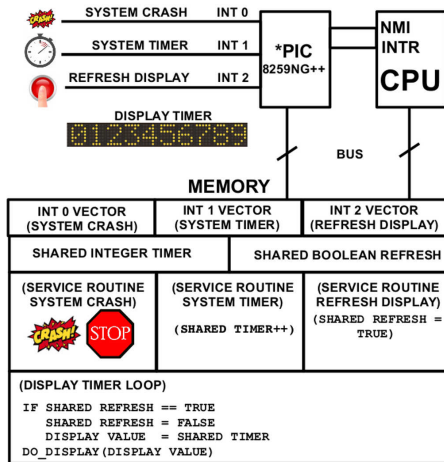 CRASH!
SYSTEM CRASH INT 0
SYSTEM TIMER INT 1
REFRESH DISPLAY INT 2
*PIC
8259NG++
NMI
INTR
CPU
DISPLAY TIMER
0123456789
BUS
MEMORY
INT 0 VECTOR
(SYSTEM CRASH)
INT 1 VECTOR
(SYSTEM TIMER)
INT 2 VECTOR
(REFRESH DISPLAY)
SHARED INTEGER TIMER
SHARED BOOLEAN REFRESH
(SERVICE ROUTINE
SYSTEM CRASH)
CRASH!
STOP
(SERVICE ROUTINE
SYSTEM TIMER)
(SHARED TIMER++)
(SERVICE ROUTINE
REFRESH DISPLAY)
(SHARED REFRESH =
TRUE)
(DISPLAY TIMER LOOP)
IF SHARED REFRESH == TRUE
SHARED REFRESH = FALSE
DISPLAY VALUE = SHARED TIMER
DO_DISPLAY(DISPLAY VALUE)